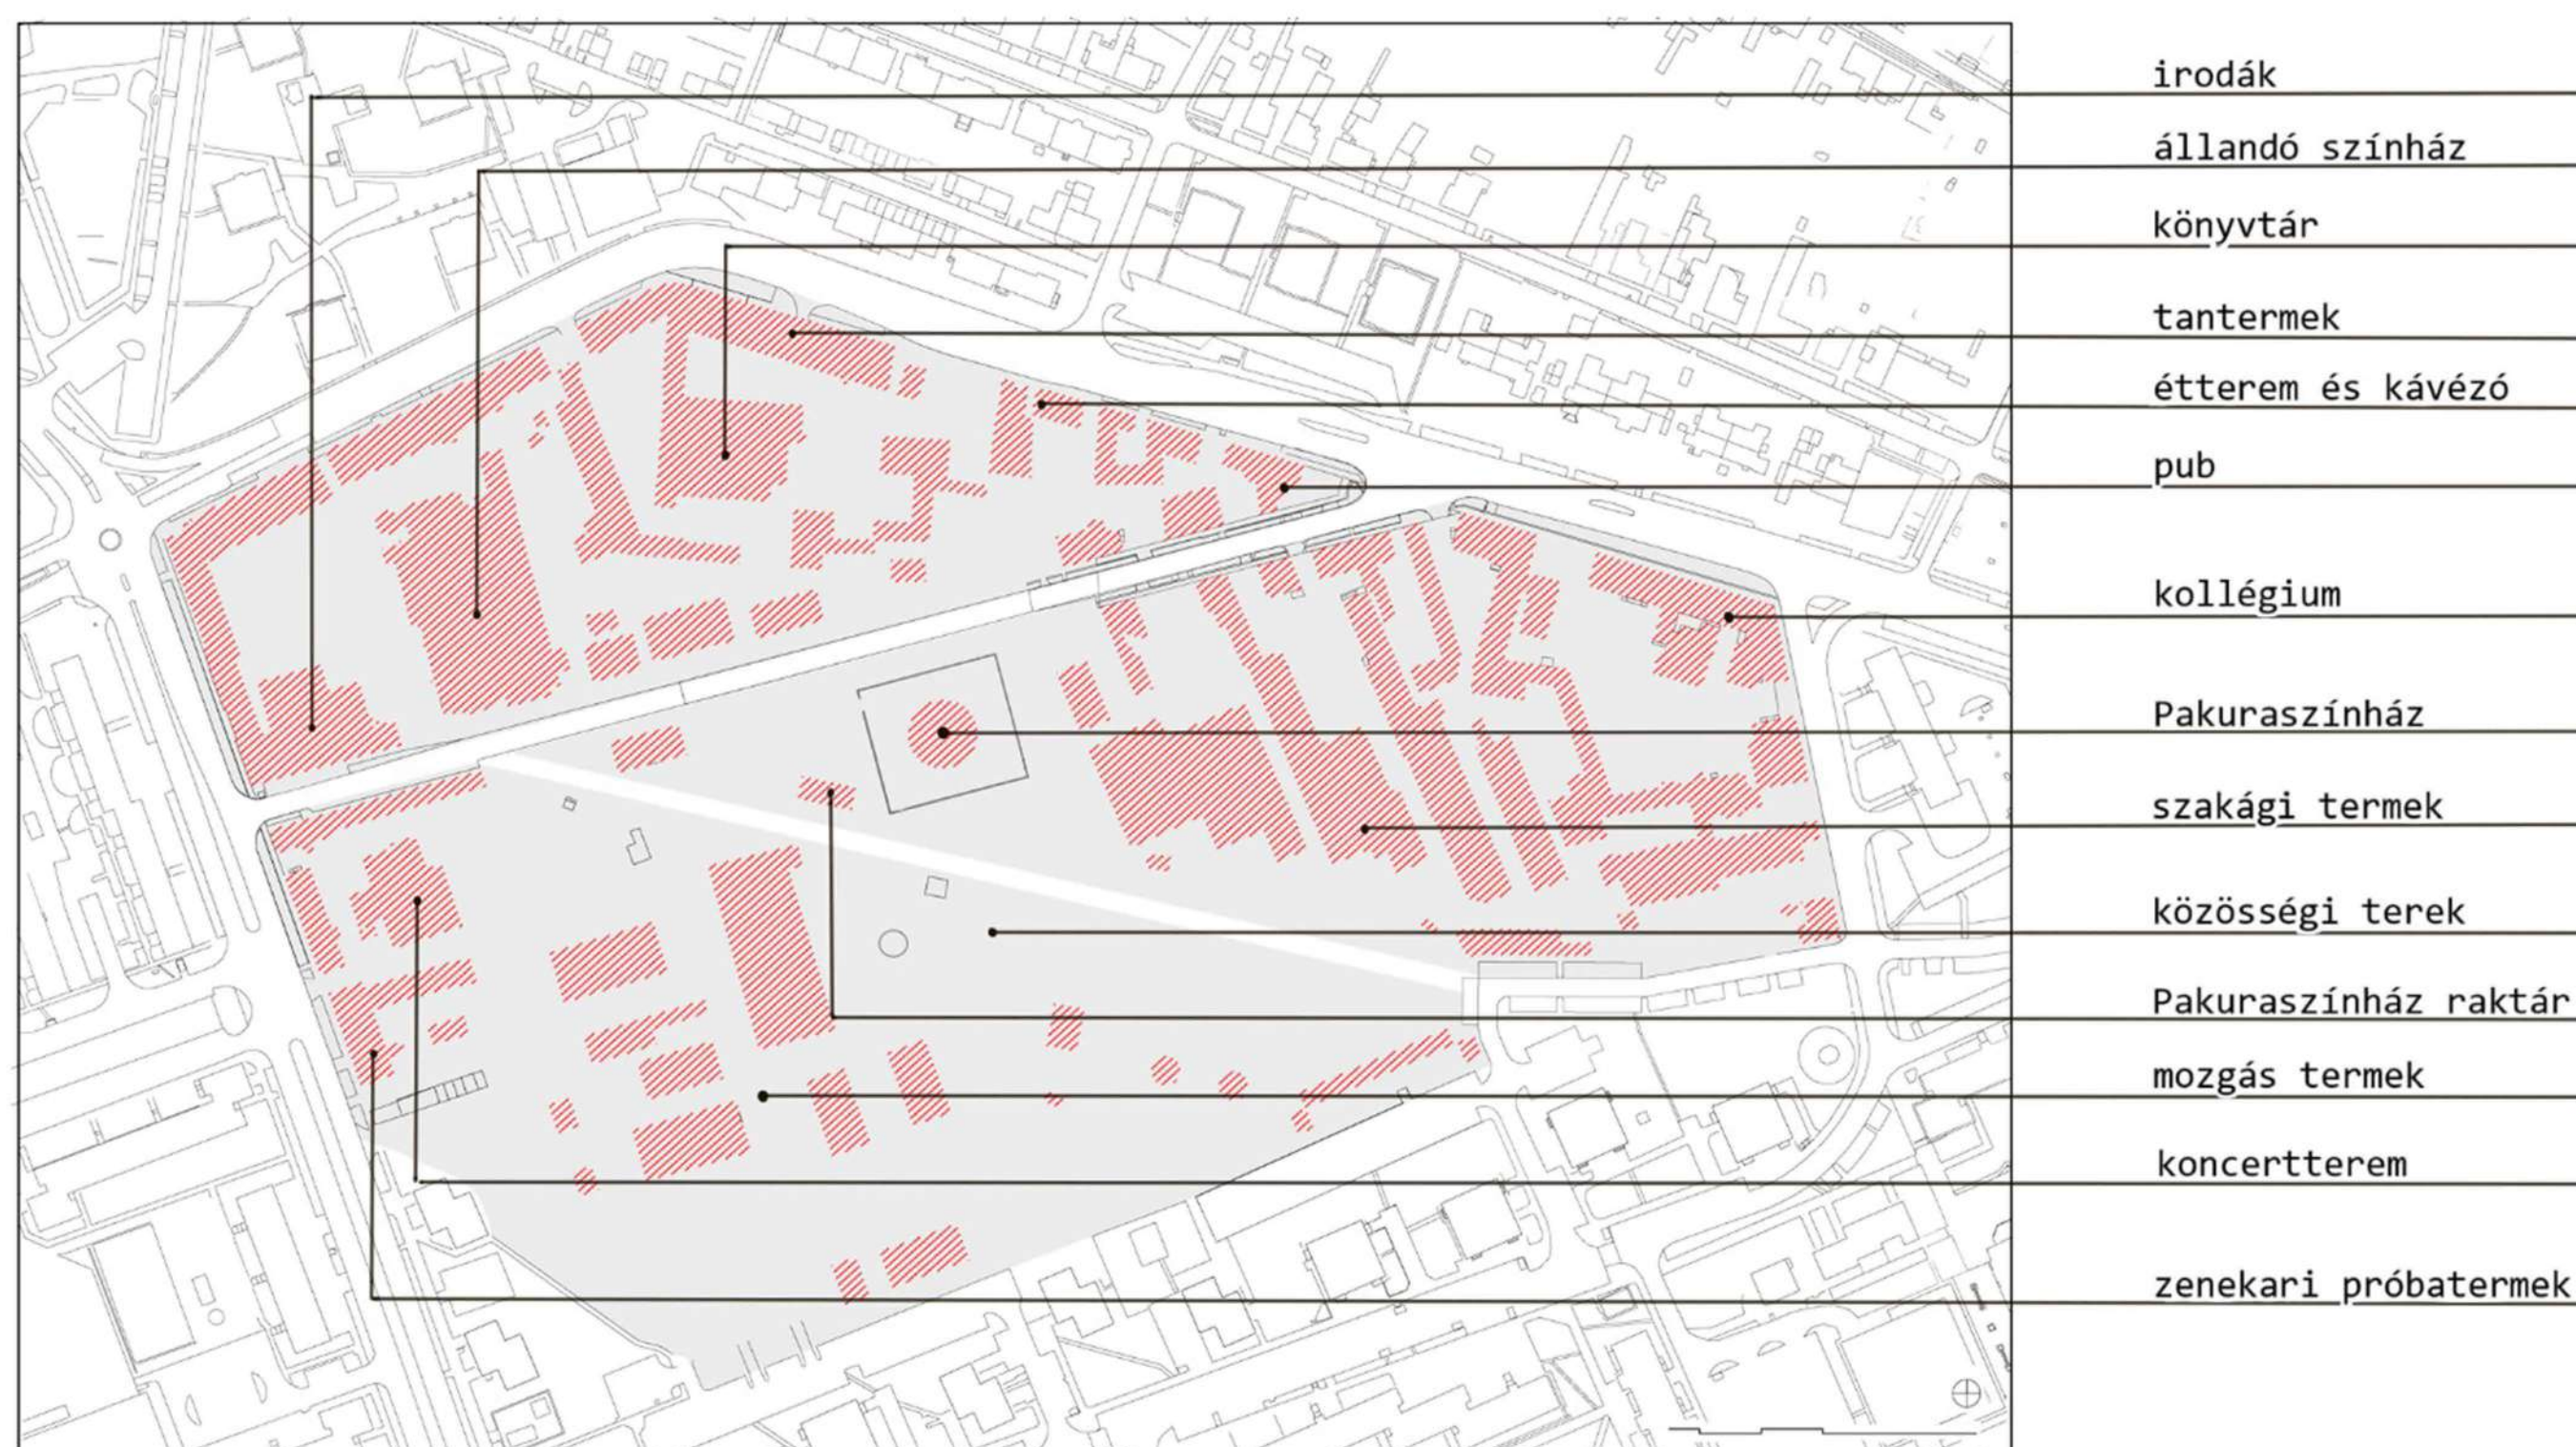 irodák
állandó színház
könyvtár
tantermek
étterem és kávézó
pub
kollégium
Pakuraszínház
szakági termek
közösségi terek
Pakuraszínház raktár
mozgás termek
koncertterem
zenekari próbatermek